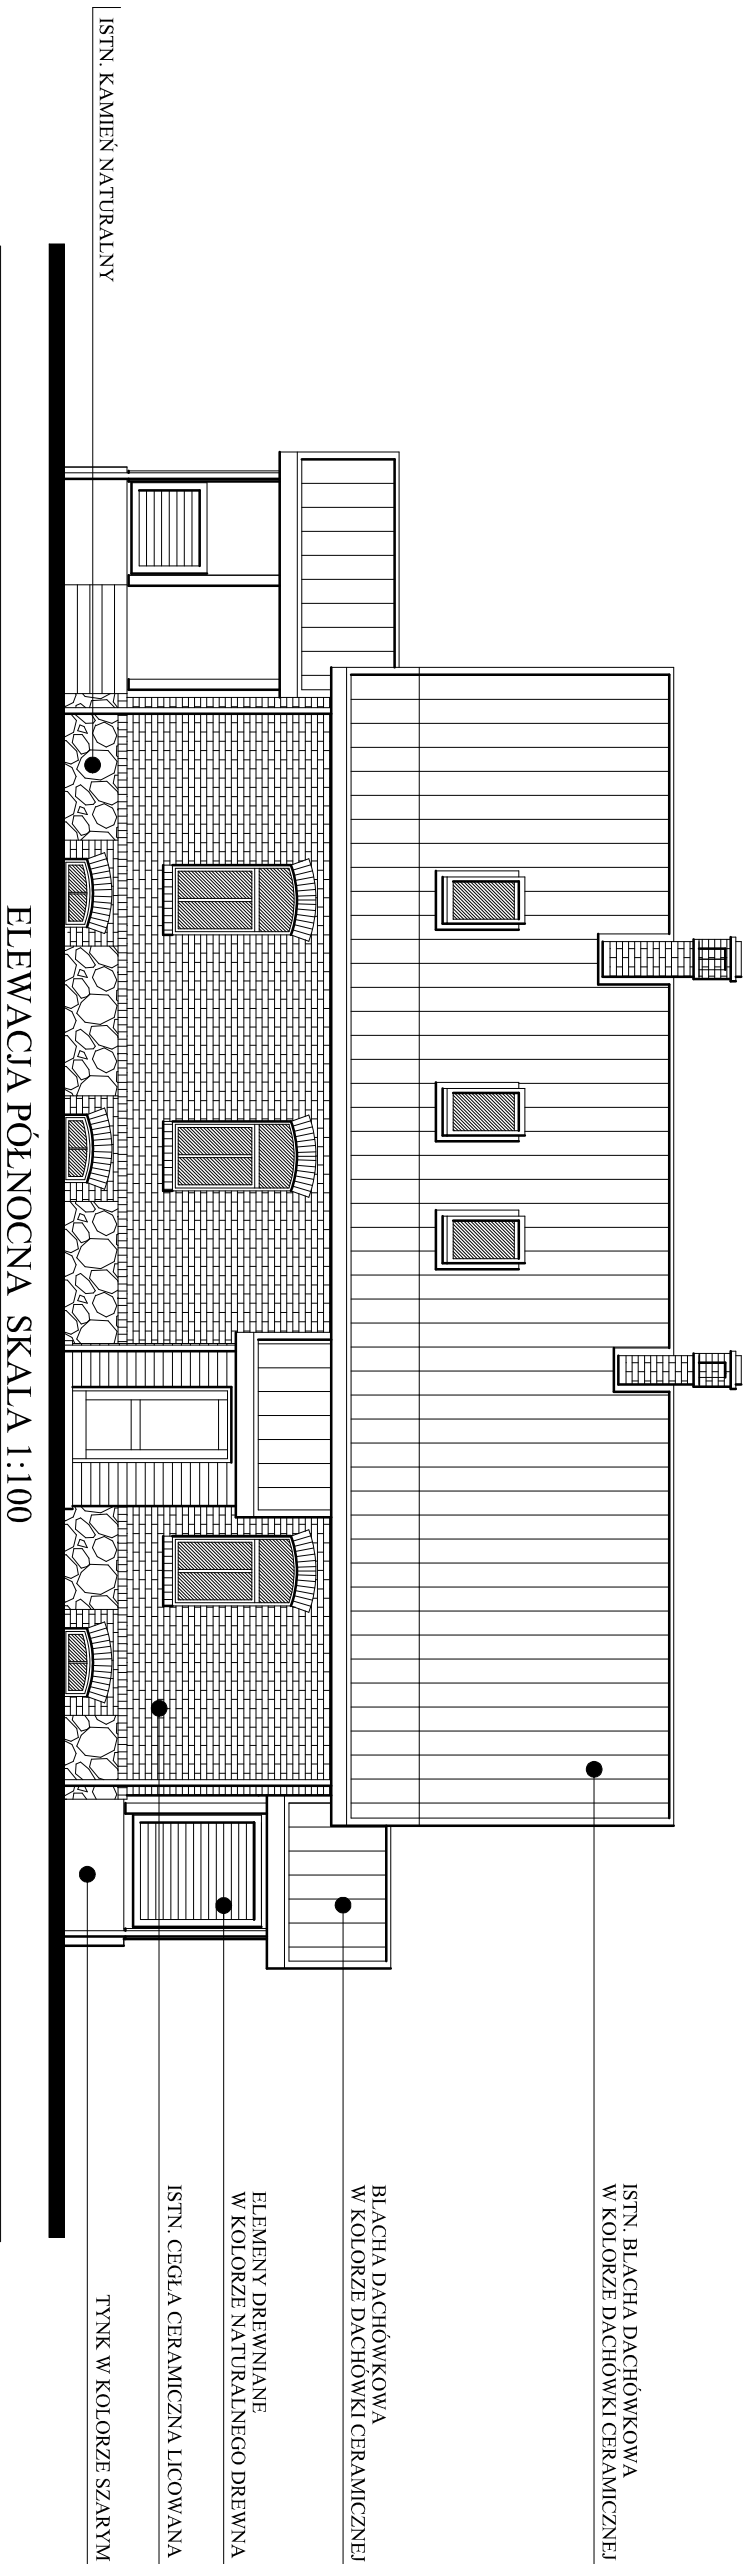 ISTN. KAMIEŃ NATURALNY
ISTN. BLACHA DACHÓWKOWA
W KOLORZE DACHÓWKI CERAMICZNEJ
BLACHA DACHÓWKOWA
W KOLORZE DACHÓWKI CERAMICZNEJ
ELEMENY DREWNIANE
W KOLORZE NATURALNEGO DREWNA
ISTN. CEGŁA CERAMICZNA LICOWANA
TYNK W KOLORZE SZARYM
ELEWACJA PÓŁNOCNA SKALA 1:100